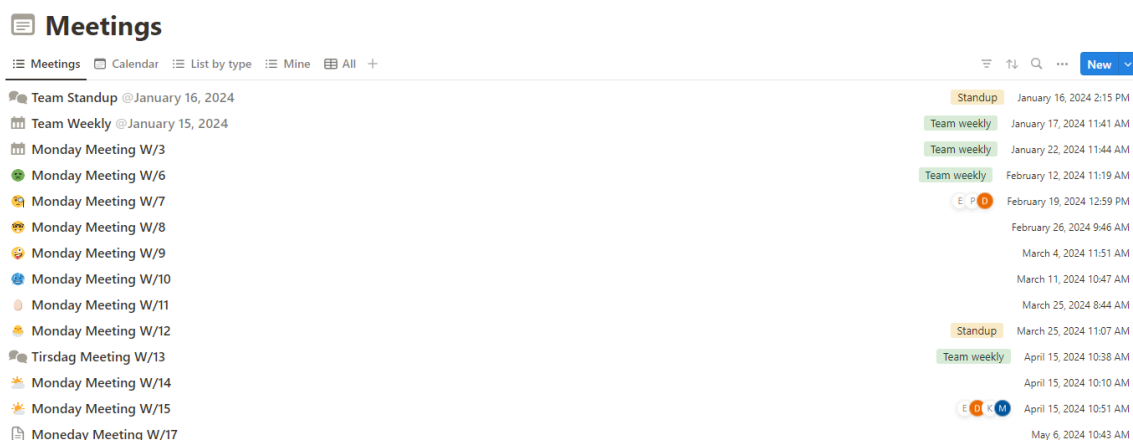 Meetings
Meetings Calendar List by type Mine All + New
Team Standup @January 16, 2024 Standup January 16, 2024 2:15 PM
Team Weekly @January 15, 2024 Team weekly January 17, 2024 11:41 AM
Monday Meeting W/3 Team weekly January 22, 2024 11:44 AM
Monday Meeting W/6 Team weekly February 12, 2024 11:19 AM
Monday Meeting W/7 E P D February 19, 2024 12:59 PM
Monday Meeting W/8 February 26, 2024 9:46 AM
Monday Meeting W/9 March 4, 2024 11:51 AM
Monday Meeting W/10 March 11, 2024 10:47 AM
Monday Meeting W/11 March 25, 2024 8:44 AM
Monday Meeting W/12 Standup March 25, 2024 11:07 AM
Tirsdag Meeting W/13 Team weekly April 15, 2024 10:38 AM
Monday Meeting W/14 April 15, 2024 10:10 AM
Monday Meeting W/15 E D K M April 15, 2024 10:51 AM
Moneday Meeting W/17 May 6, 2024 10:43 AM